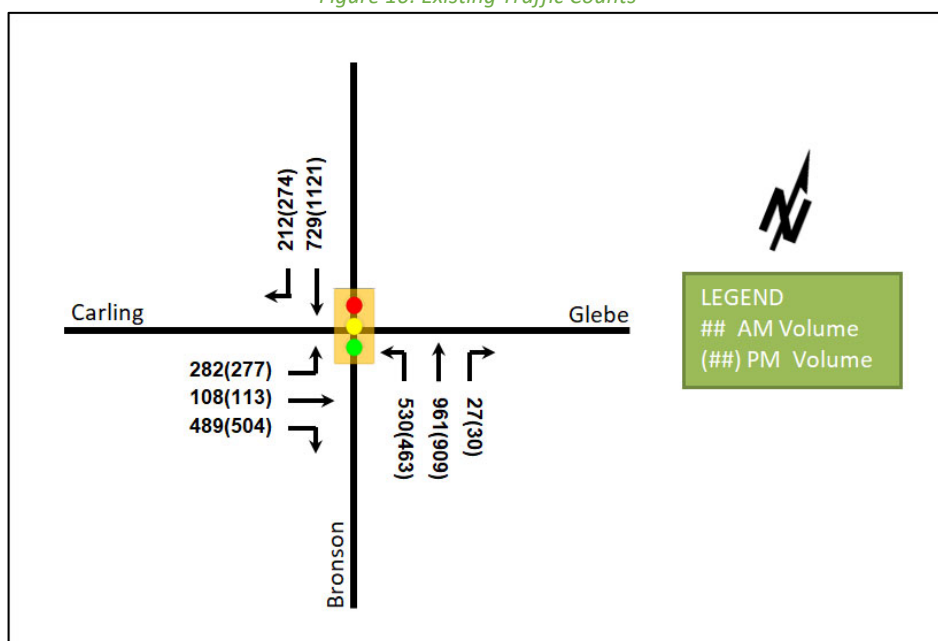 Figure 10: Existing Traffic Counts
212(274)
729(1121)
Carling
Glebe
282(277)
108(113)
489(504)
530(463)
961(909)
27(30)
Bronson
N
LEGEND
## AM Volume
(##) PM Volume